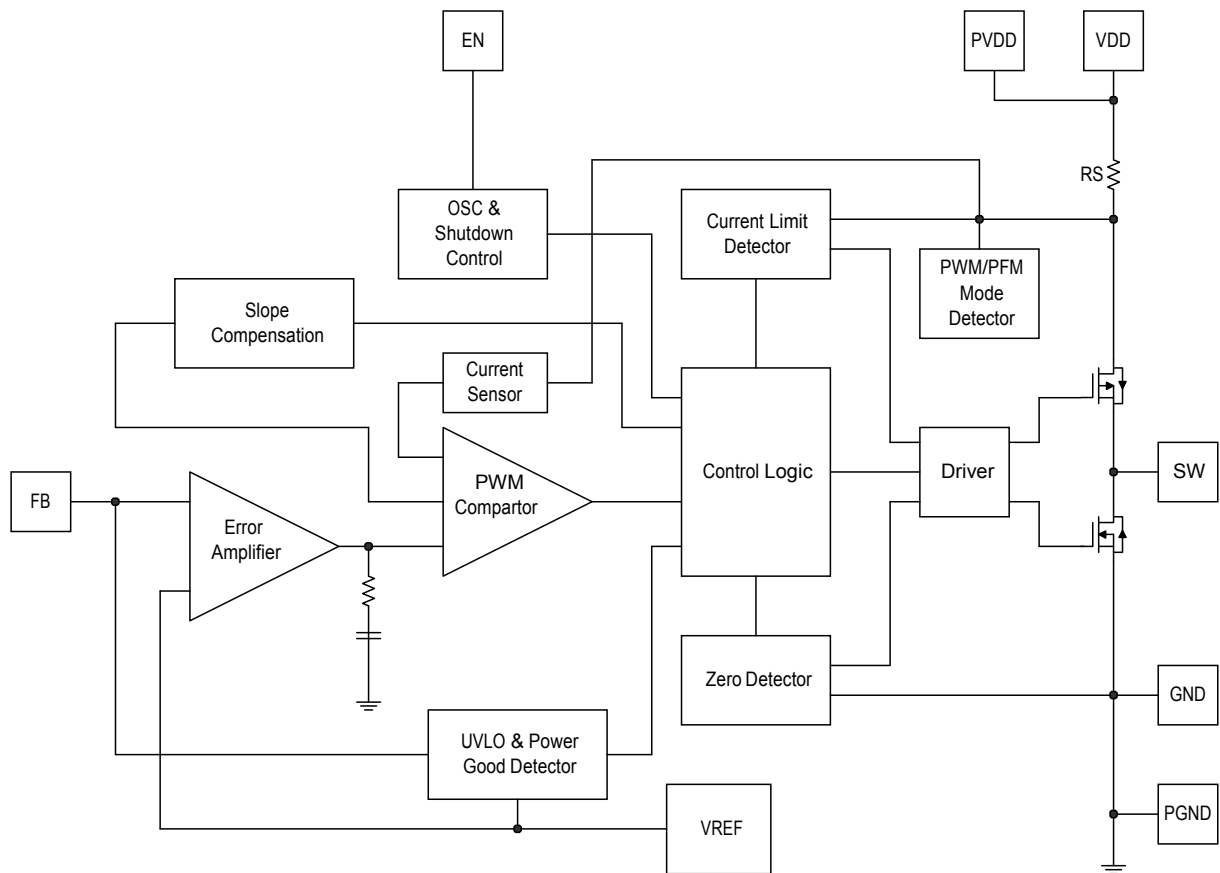 EN
PVDD
VDD
RS
OSC &
Shutdown
Control
Current Limit
Detector
PWM/PFM
Mode
Detector
Slope
Compensation
Current
Sensor
PWM
Compartor
Control Logic
Driver
SW
FB
Error
Amplifier
Zero Detector
GND
UVLO & Power
Good Detector
VREF
PGND